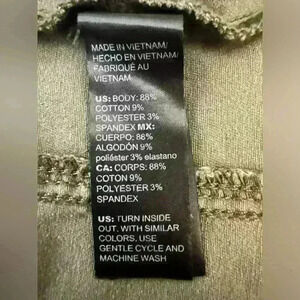 MADE IN VIETNAM/
HECHO EN VIETNAM/
FABRIQUÉ AU
VIETNAM
US: BODY: 88%
COTTON 9%
POLYESTER 3%
SPANDEX MX:
CUERPO: 88%
ALGODÓN 9%
poliéster 3% elastano
CA: CORPS: 88%
COTON 9%
POLYESTER 3%
SPANDEX
US: TURN INSIDE
OUT, WITH SIMILAR
COLORS, USE
GENTLE CYCLE AND
MACHINE WASH